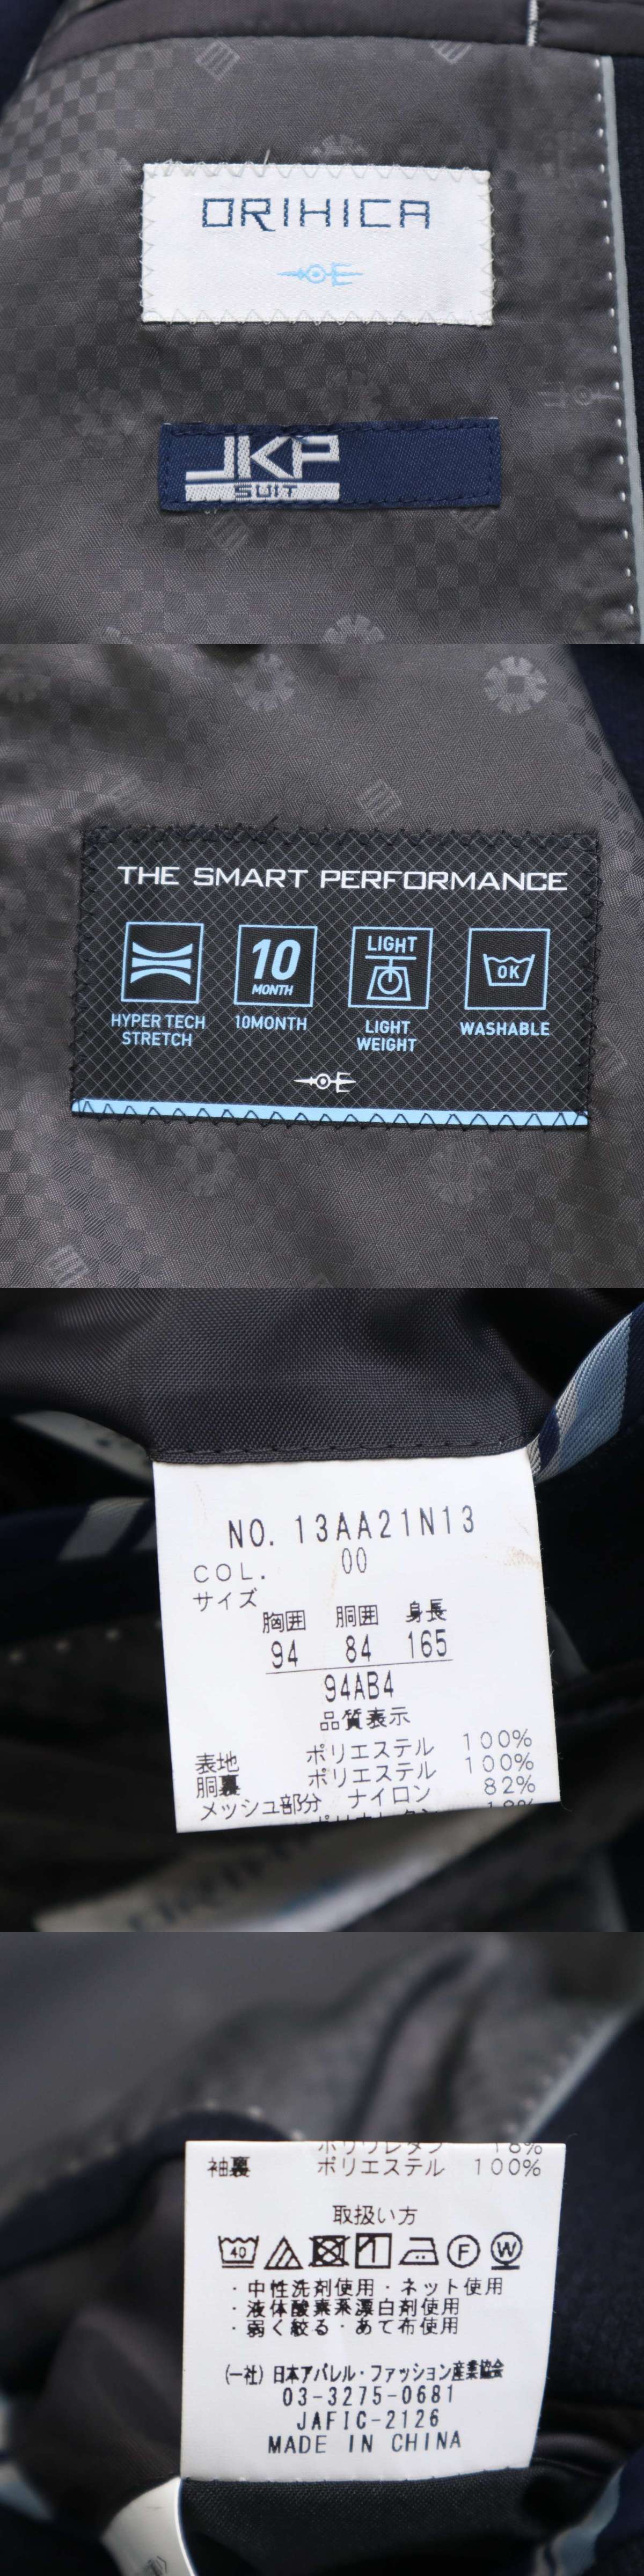 ORIHICA
JKP
SUIT
THE SMART PERFORMANCE
10
MONTH
LIGHT
OK
HYPER TECH
STRETCH
10MONTH
LIGHT
WEIGHT
WASHABLE
NO. 13AA21N13
COL. 00
サイズ
胸囲 胴囲 身長
94 84 165
94AB4
品質表示
表地 ポリエステル 100%
胴裏 ポリエステル 100%
メッシュ部分 ナイロン 82%
ポリウレタン 18%
袖裏 ポリエステル 100%
取扱い方
40 F W
・中性洗剤使用・ネット使用
・液体酸素系漂白剤使用
・弱く絞る・あて布使用
(一社)日本アパレル・ファッション産業協会
03-3275-0681
JAFIC-2126
MADE IN CHINA